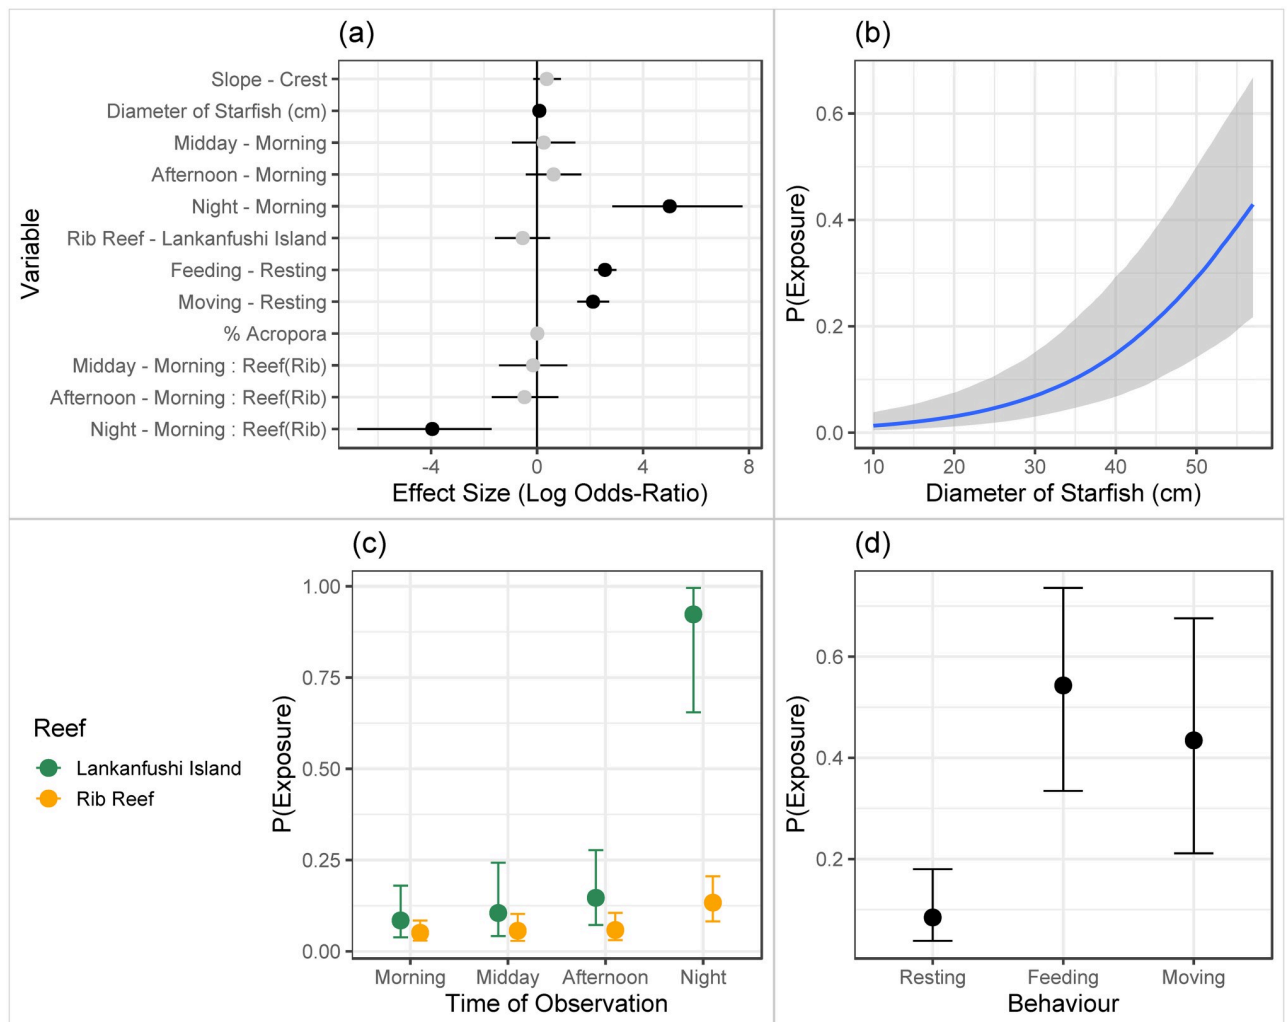 (a)
Variable
Slope - Crest
Diameter of Starfish (cm)
Midday - Morning
Afternoon - Morning
Night - Morning
Rib Reef - Lankanfushi Island
Feeding - Resting
Moving - Resting
% Acropora
Midday - Morning : Reef(Rib)
Afternoon - Morning : Reef(Rib)
Night - Morning : Reef(Rib)
-4 0 4 8
Effect Size (Log Odds-Ratio)
(b)
P(Exposure)
0.6
0.4
0.2
0.0
10 20 30 40 50
Diameter of Starfish (cm)
Reef
Lankanfushi Island
Rib Reef
(c)
P(Exposure)
1.00
0.75
0.50
0.25
0.00
Morning Midday Afternoon Night
Time of Observation
(d)
P(Exposure)
0.6
0.4
0.2
Resting Feeding Moving
Behaviour